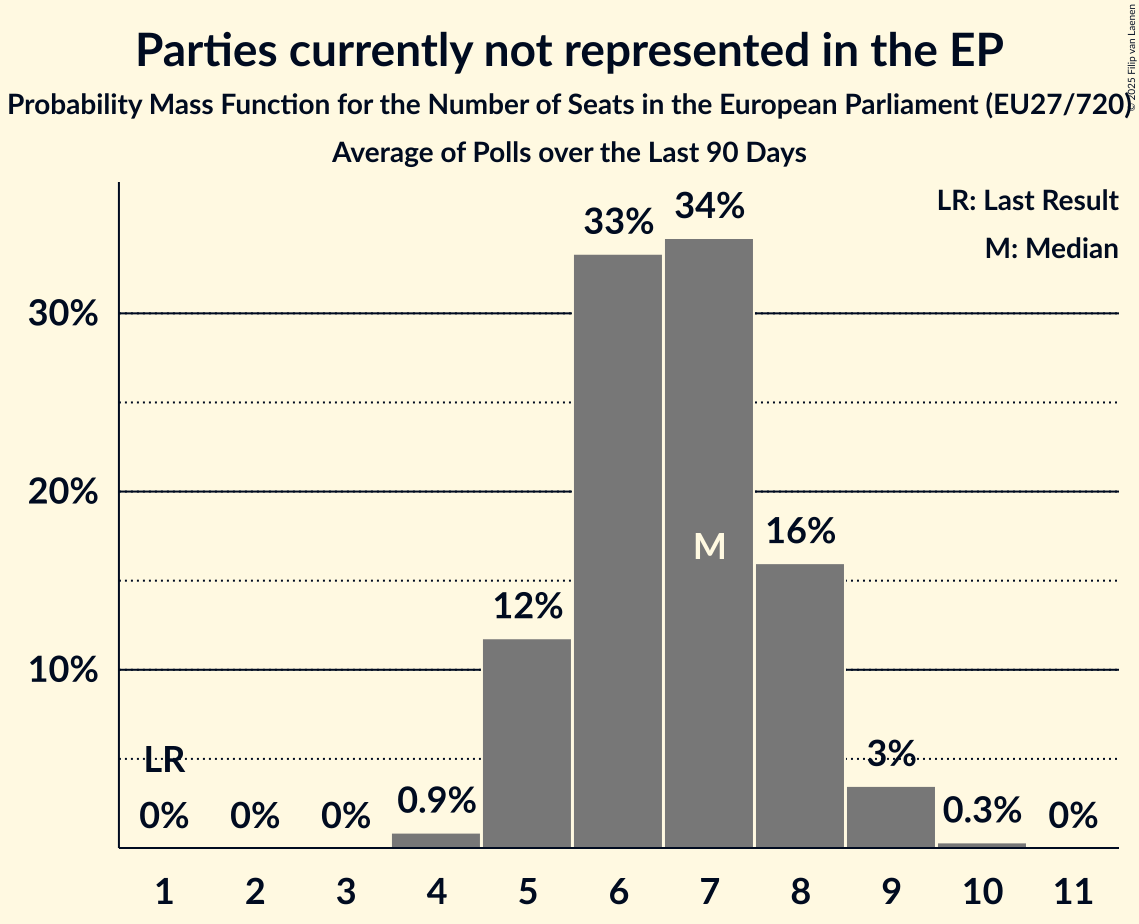 Parties currently not represented in the EP
Probability Mass Function for the Number of Seats in the European Parliament (EU27/720)
Average of Polls over the Last 90 Days
© 2025 Filip van Laenen
LR: Last Result
M: Median
33%
34%
30%
20%
16%
M
12%
10%
LR
3%
0%
0%
0%
0.9%
0.3%
0%
1 2 3 4 5 6 7 8 9 10 11